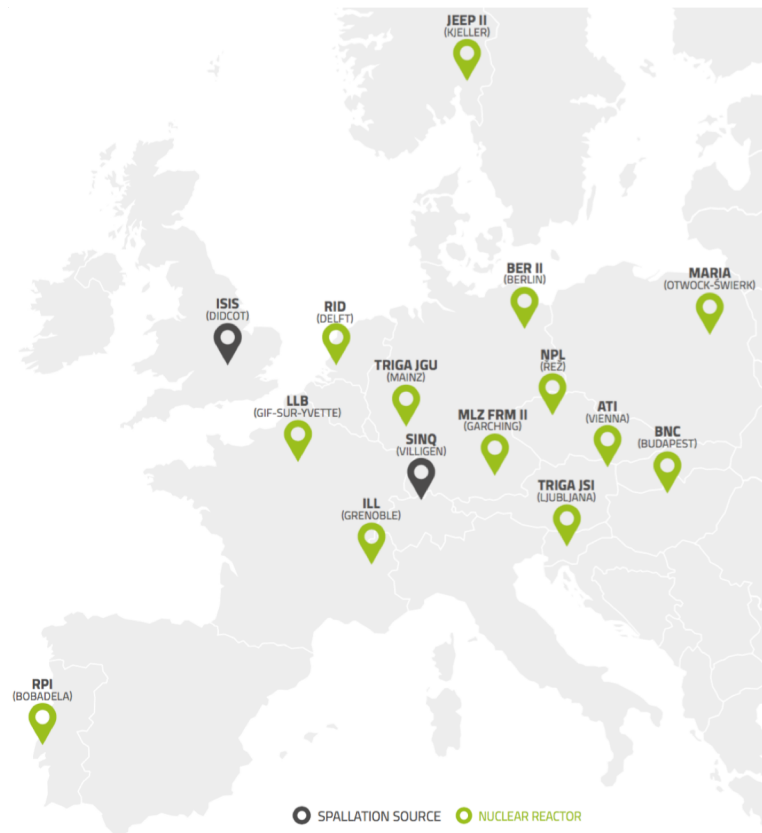 JEEP II
(KJELLER)
BER II
(BERLIN)
MARIA
(OTWOCK-ŚWIERK)
ISIS
(DIDCOT)
RID
(DELFT)
NPL
(ŘEŽ)
TRIGA JGU
(MAINZ)
LLB
(GIF-SUR-YVETTE)
MLZ FRM II
(GARCHING)
ATI
(VIENNA)
BNC
(BUDAPEST)
SINQ
(VILLIGEN)
TRIGA JSI
(LJUBLJANA)
ILL
(GRENOBLE)
RPI
(BOBADELA)
SPALLATION SOURCE
NUCLEAR REACTOR